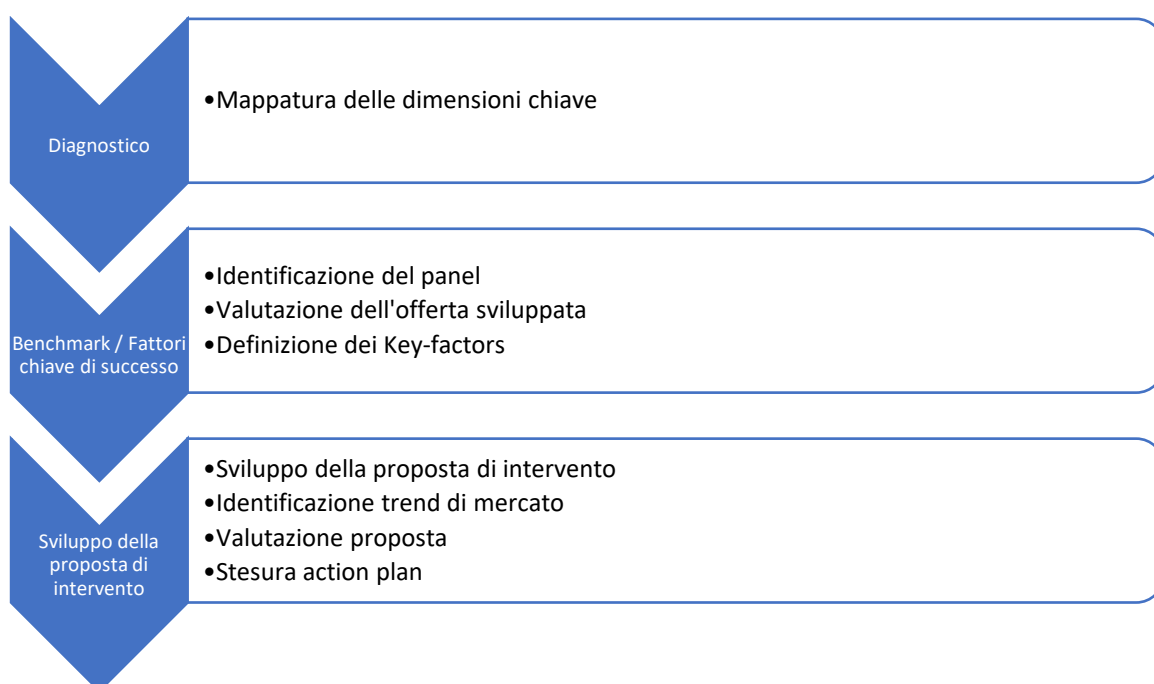 Diagnostico
•Mappatura delle dimensioni chiave
Benchmark / Fattori
chiave di successo
•Identificazione del panel
•Valutazione dell'offerta sviluppata
•Definizione dei Key-factors
Sviluppo della
proposta di
intervento
•Sviluppo della proposta di intervento
•Identificazione trend di mercato
•Valutazione proposta
•Stesura action plan